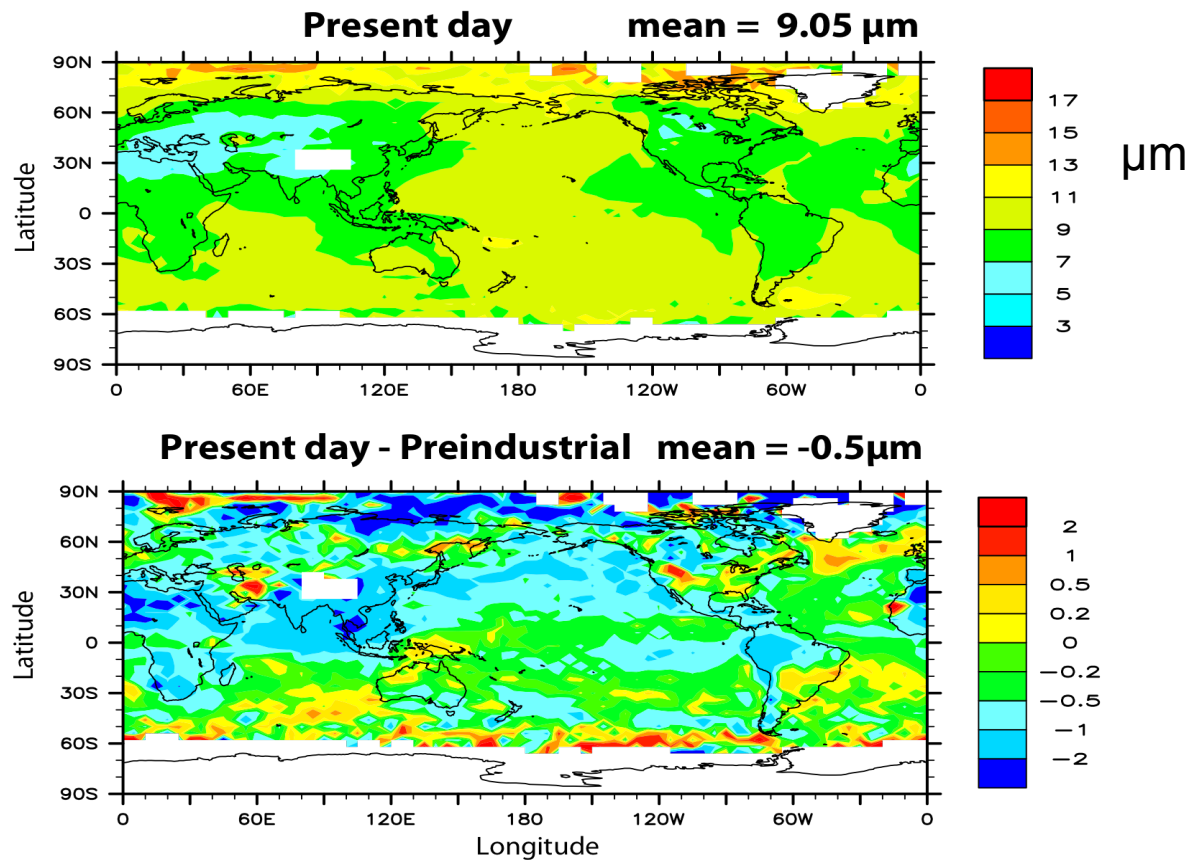 Present day mean = 9.05 µm
90N
60N
30N
0
30S
60S
90S
Latitude
0 60E 120E 180 120W 60W 0
17
15
13
11
9
7
5
3
µm
Present day - Preindustrial mean = -0.5µm
90N
60N
30N
0
30S
60S
90S
Latitude
0 60E 120E 180 120W 60W 0
Longitude
2
1
0.5
0.2
0
−0.2
−0.5
−1
−2